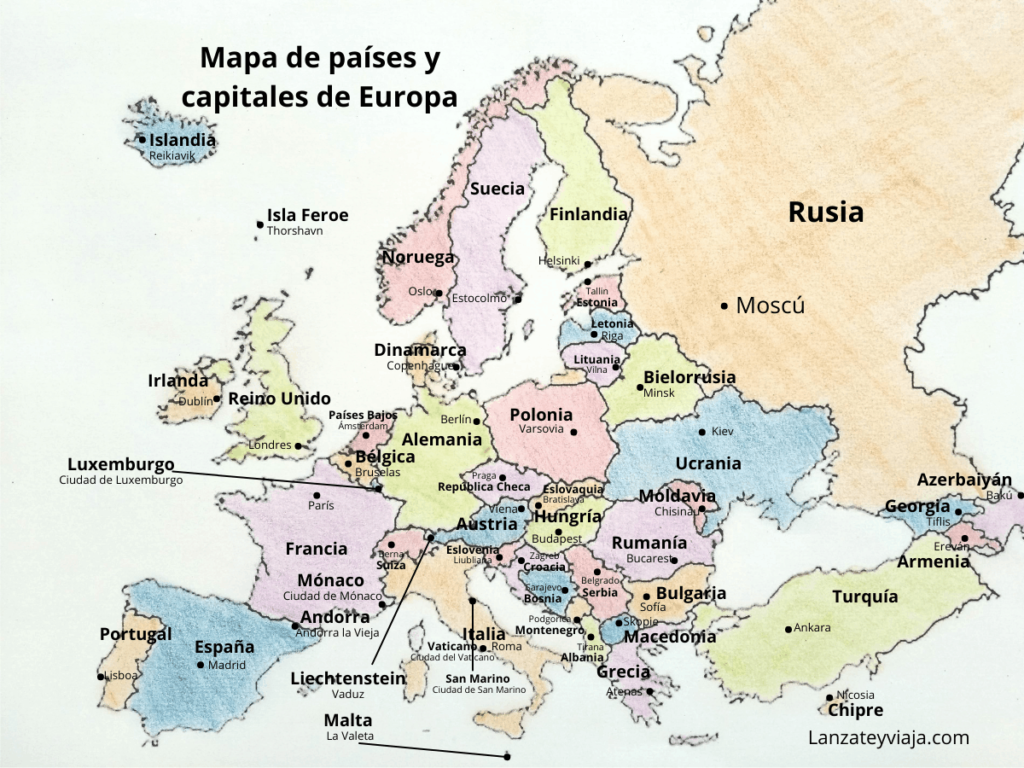 Mapa de países y
capitales de Europa
Islandia
Reikiavik
Isla Feroe
Thorshavn
Suecia
Finlandia
Rusia
Noruega
Helsinki
Oslo
Estocolmo
Tallin
Estonia
Moscú
Letonia
Riga
Dinamarca
Copenhague
Lituania
Vilna
Bielorrusia
Minsk
Irlanda
Dublín
Reino Unido
Países Bajos
Ámsterdam
Berlín
Polonia
Varsovia
Alemania
Kiev
Londres
Bélgica
Bruselas
Ucrania
Luxemburgo
Ciudad de Luxemburgo
Praga
República Checa
Azerbaiyán
Bakú
Eslovaquia
Bratislava
Moldavia
Chisinau
París
Viena
Austria
Hungría
Budapest
Georgia
Tiflis
Francia
Berna
Suiza
Eslovenia
Liubliana
Zagreb
Croacia
Rumanía
Bucarest
Ereván
Armenia
Mónaco
Ciudad de Mónaco
Sarajevo
Bosnia
Belgrado
Serbia
Bulgaria
Sofía
Turquía
Andorra
Andorra la Vieja
Podgorica
Montenegro
Skopie
Macedonia
Ankara
Portugal
España
Madrid
Italia
Vaticano
Roma
Ciudad del Vaticano
Tirana
Albania
Lisboa
Liechtenstein
Vaduz
San Marino
Ciudad de San Marino
Grecia
Atenas
Nicosia
Chipre
Malta
La Valeta
Lanzateyviaja.com